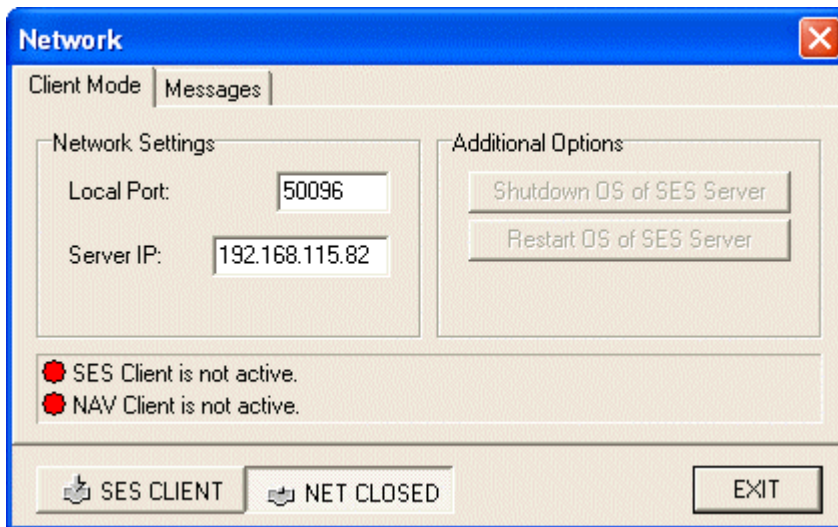 Network
Client Mode Messages
Network Settings
Local Port: 50096
Server IP: 192.168.115.82
Additional Options
Shutdown OS of SES Server
Restart OS of SES Server
SES Client is not active.
NAV Client is not active.
SES CLIENT NET CLOSED EXIT